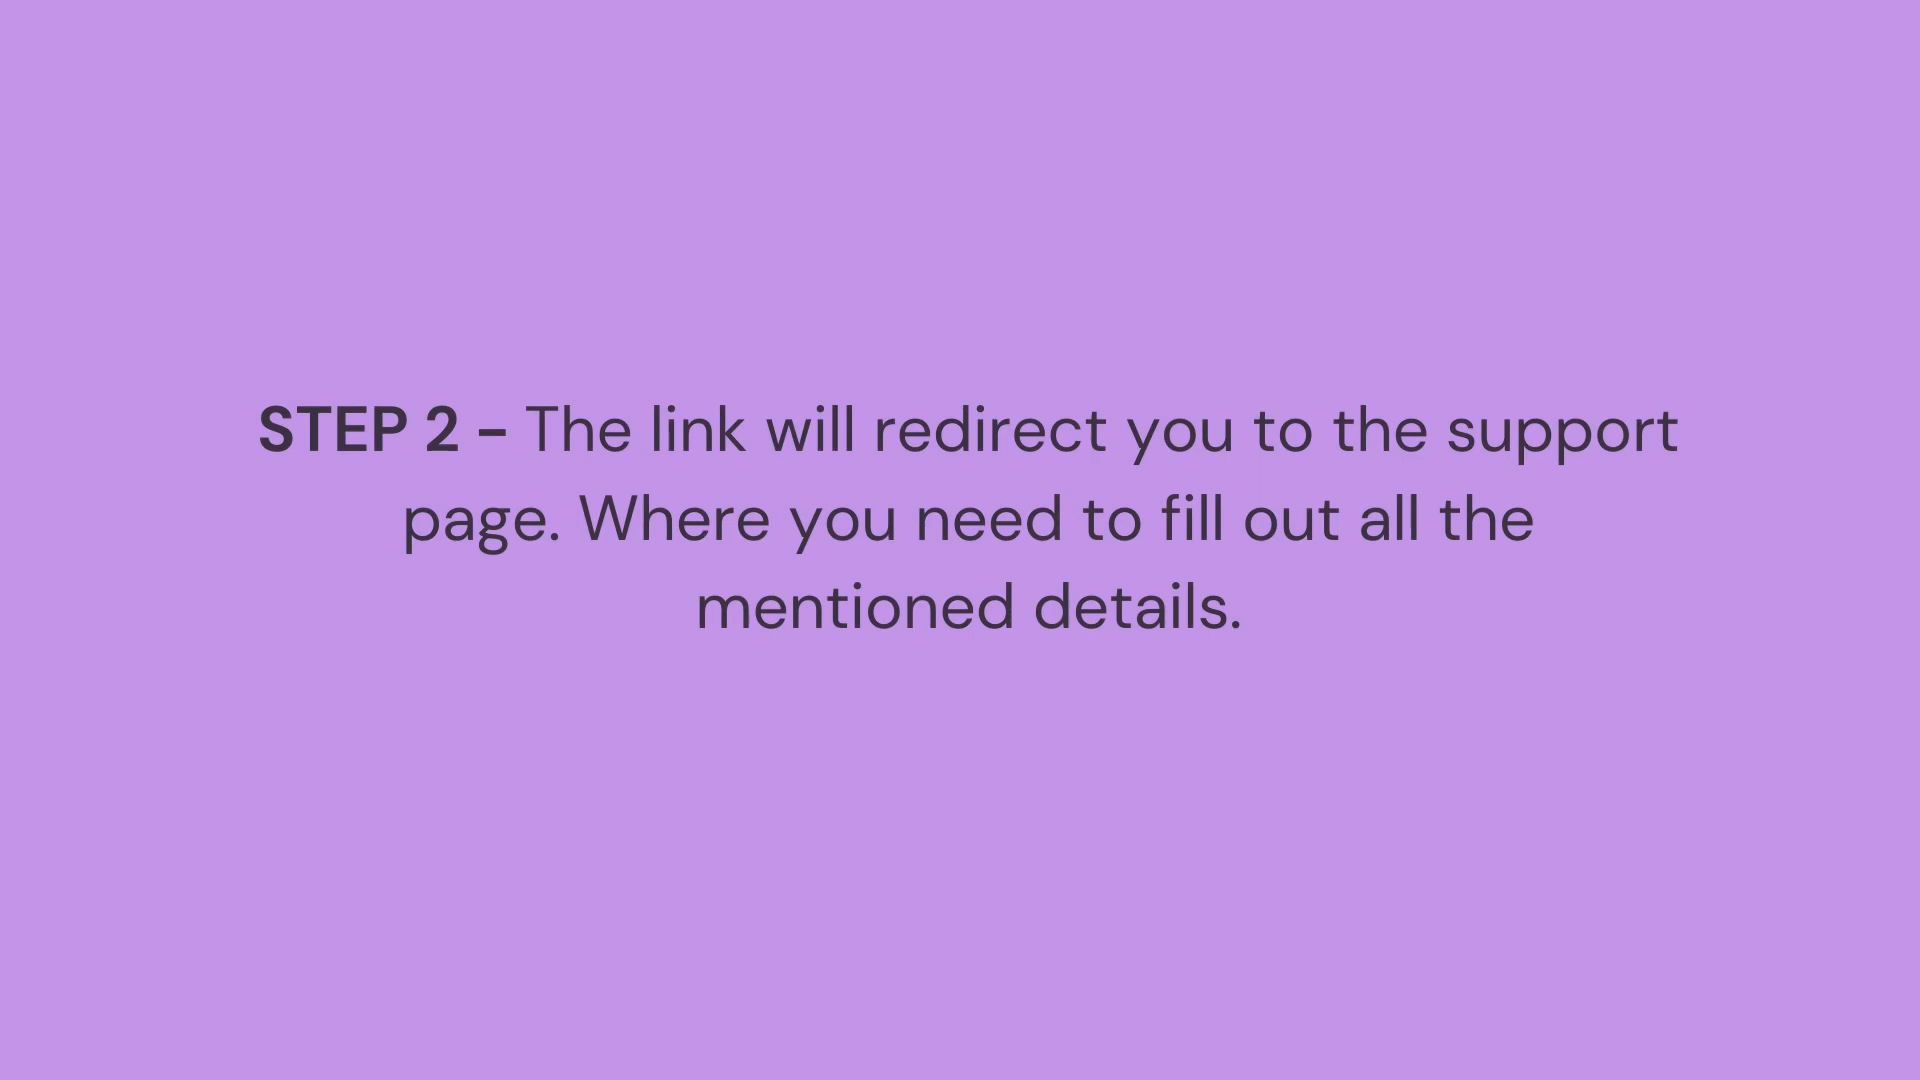 STEP 2 - The link will redirect you to the support
page. Where you need to fill out all the
mentioned details.